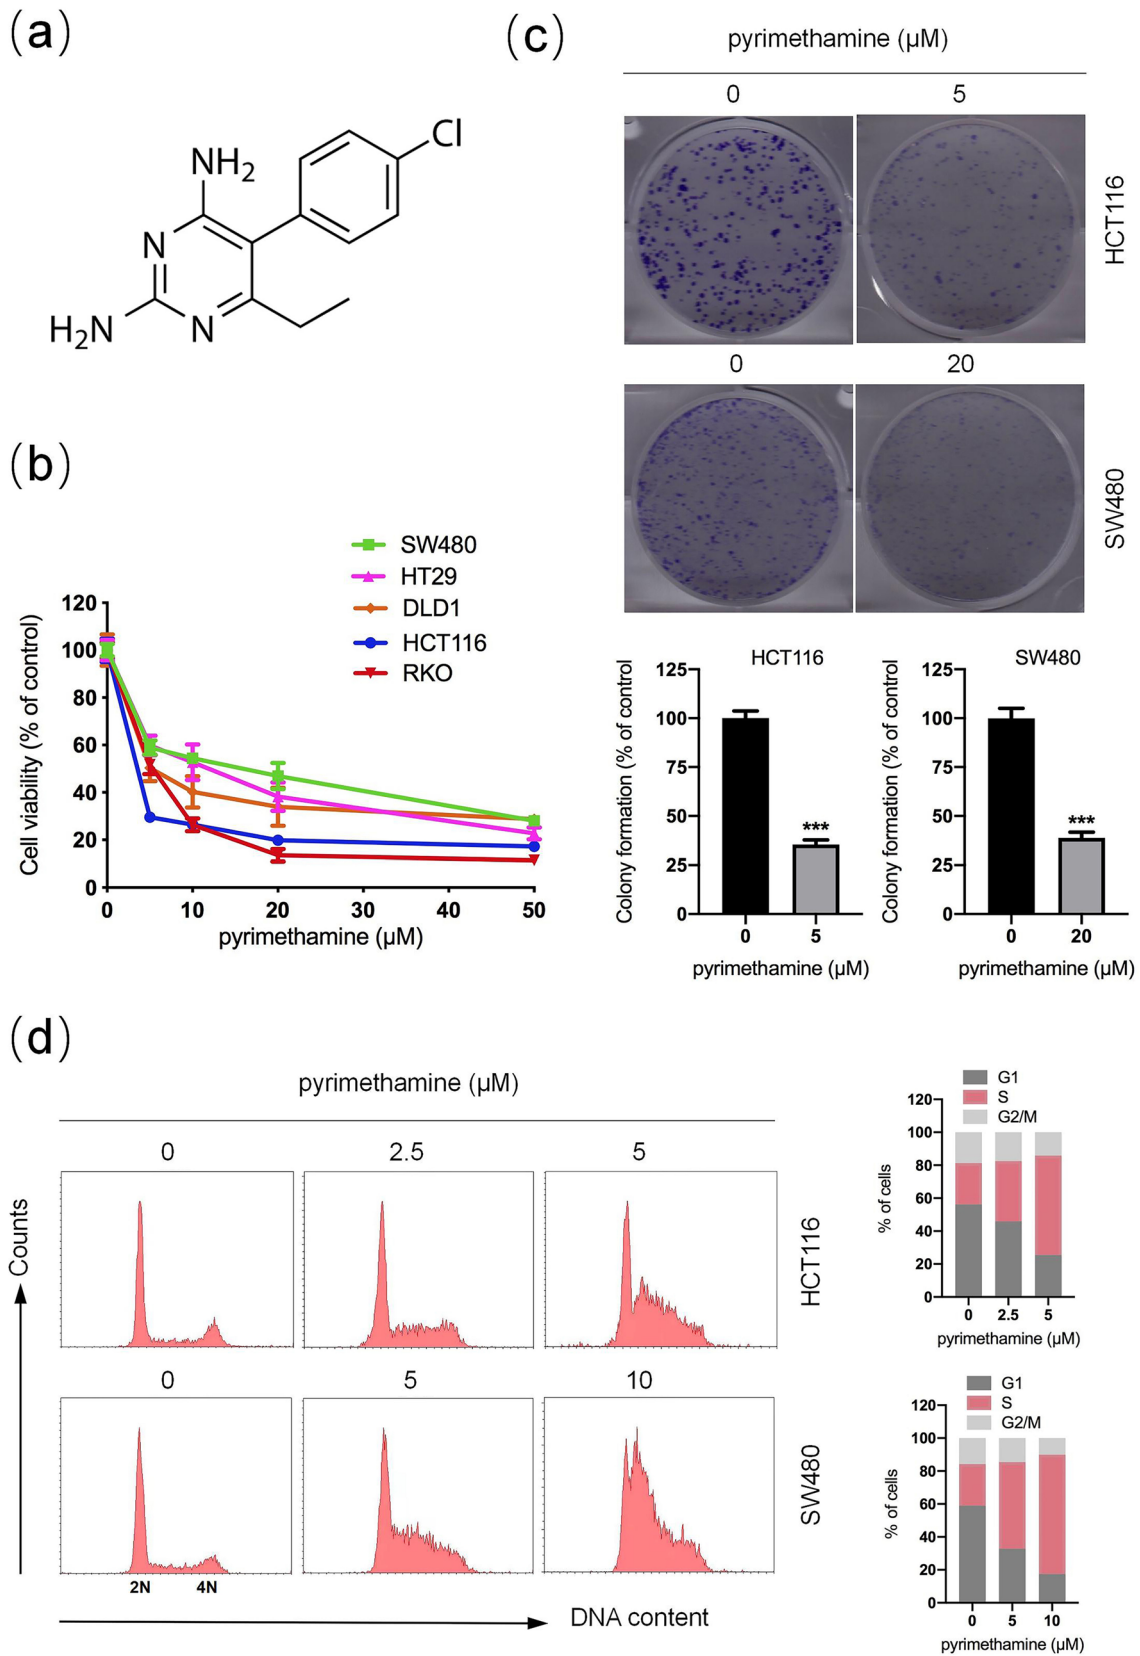 (a)
NH2
Cl
N
H2N
N
(b)
SW480
HT29
DLD1
HCT116
RKO
Cell viability (% of control)
120
100
80
60
40
20
0
0 10 20 30 40 50
pyrimethamine (µM)
(c)
pyrimethamine (µM)
0 5
HCT116
0 20
SW480
HCT116
Colony formation (% of control
125
100
75
50
25
0
***
0 5
pyrimethamine (µM)
SW480
Colony formation (% of control
125
100
75
50
25
0
***
0 20
pyrimethamine (µM)
(d)
pyrimethamine (µM)
0 2.5 5
HCT116
Counts
0 5 10
SW480
2N 4N
DNA content
G1
S
G2/M
% of cells
120
100
80
60
40
20
0
0 2.5 5
pyrimethamine (µM)
G1
S
G2/M
% of cells
120
100
80
60
40
20
0
0 5 10
pyrimethamine (µM)